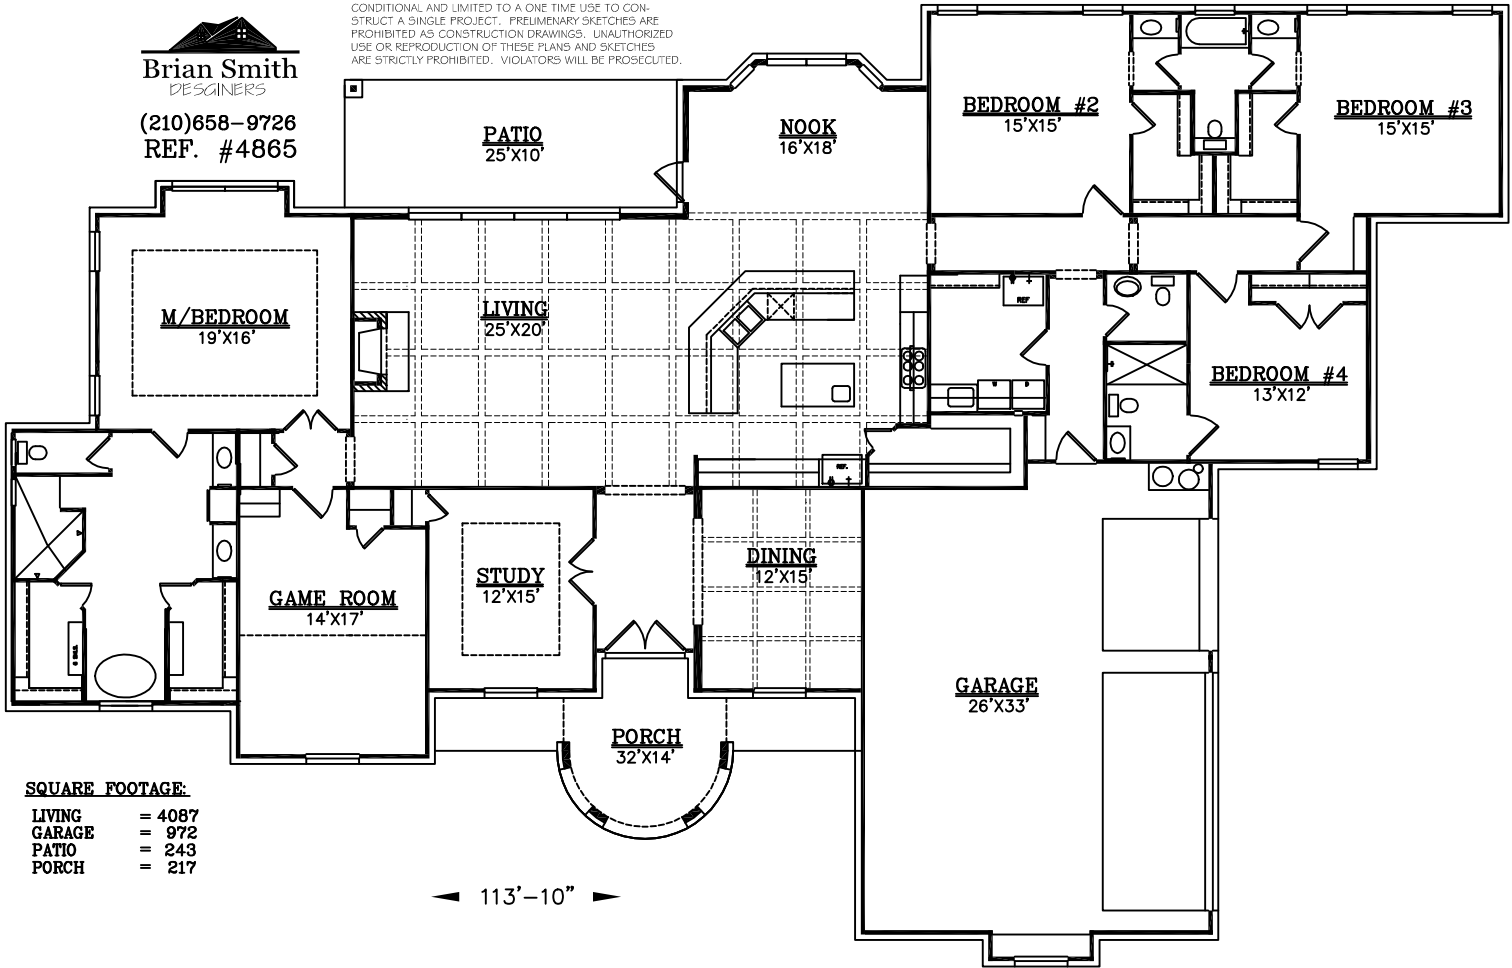 CONDITIONAL AND LIMITED TO A ONE TIME USE TO CON-
STRUCT A SINGLE PROJECT. PRELIMENARY SKETCHES ARE
PROHIBITED AS CONSTRUCTION DRAWINGS. UNAUTHORIZED
USE OR REPRODUCTION OF THESE PLANS AND SKETCHES
ARE STRICTLY PROHIBITED. VIOLATORS WILL BE PROSECUTED.
Brian Smith
DESGINERS
(210)658-9726
REF. #4865
PATIO
25'X10'
NOOK
16'X18'
BEDROOM #2
15'X15'
BEDROOM #3
15'X15'
M/BEDROOM
19'X16'
LIVING
25'X20'
REF
BEDROOM #4
13'X12'
REF.
GAME ROOM
14'X17'
STUDY
12'X15'
DINING
12'X15'
GARAGE
26'X33'
PORCH
32'X14'
SQUARE FOOTAGE:
LIVING = 4087
GARAGE = 972
PATIO = 243
PORCH = 217
113'-10"